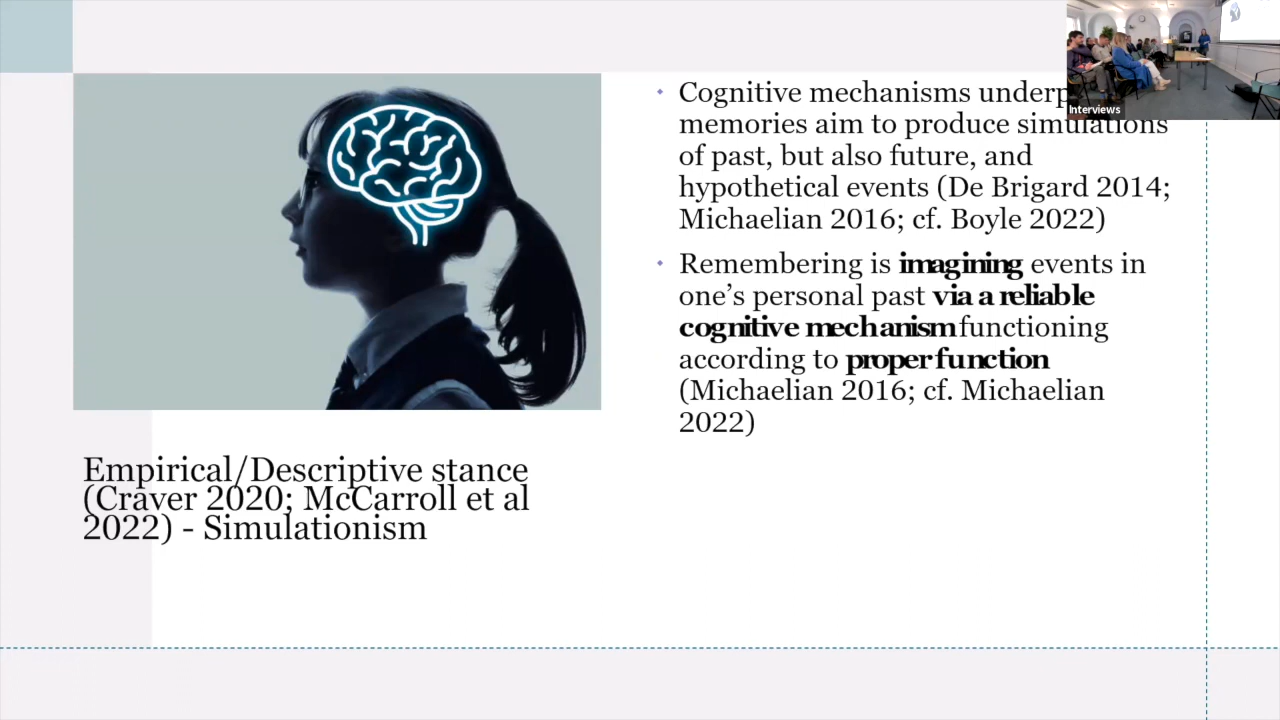 Cognitive mechanisms
memories aim to produce simulations
of past, but also future, and
hypothetical events (De Brigard 2014;
Michaelian 2016; cf. Boyle 2022)
Remembering is imagining events in
one’s personal past via a reliable
cognitive mechanism functioning
according to proper function
(Michaelian 2016; cf. Michaelian
2022)
Empirical/Descriptive stance
(Craver 2020; McCarroll et al
2022) - Simulationism
Interviews